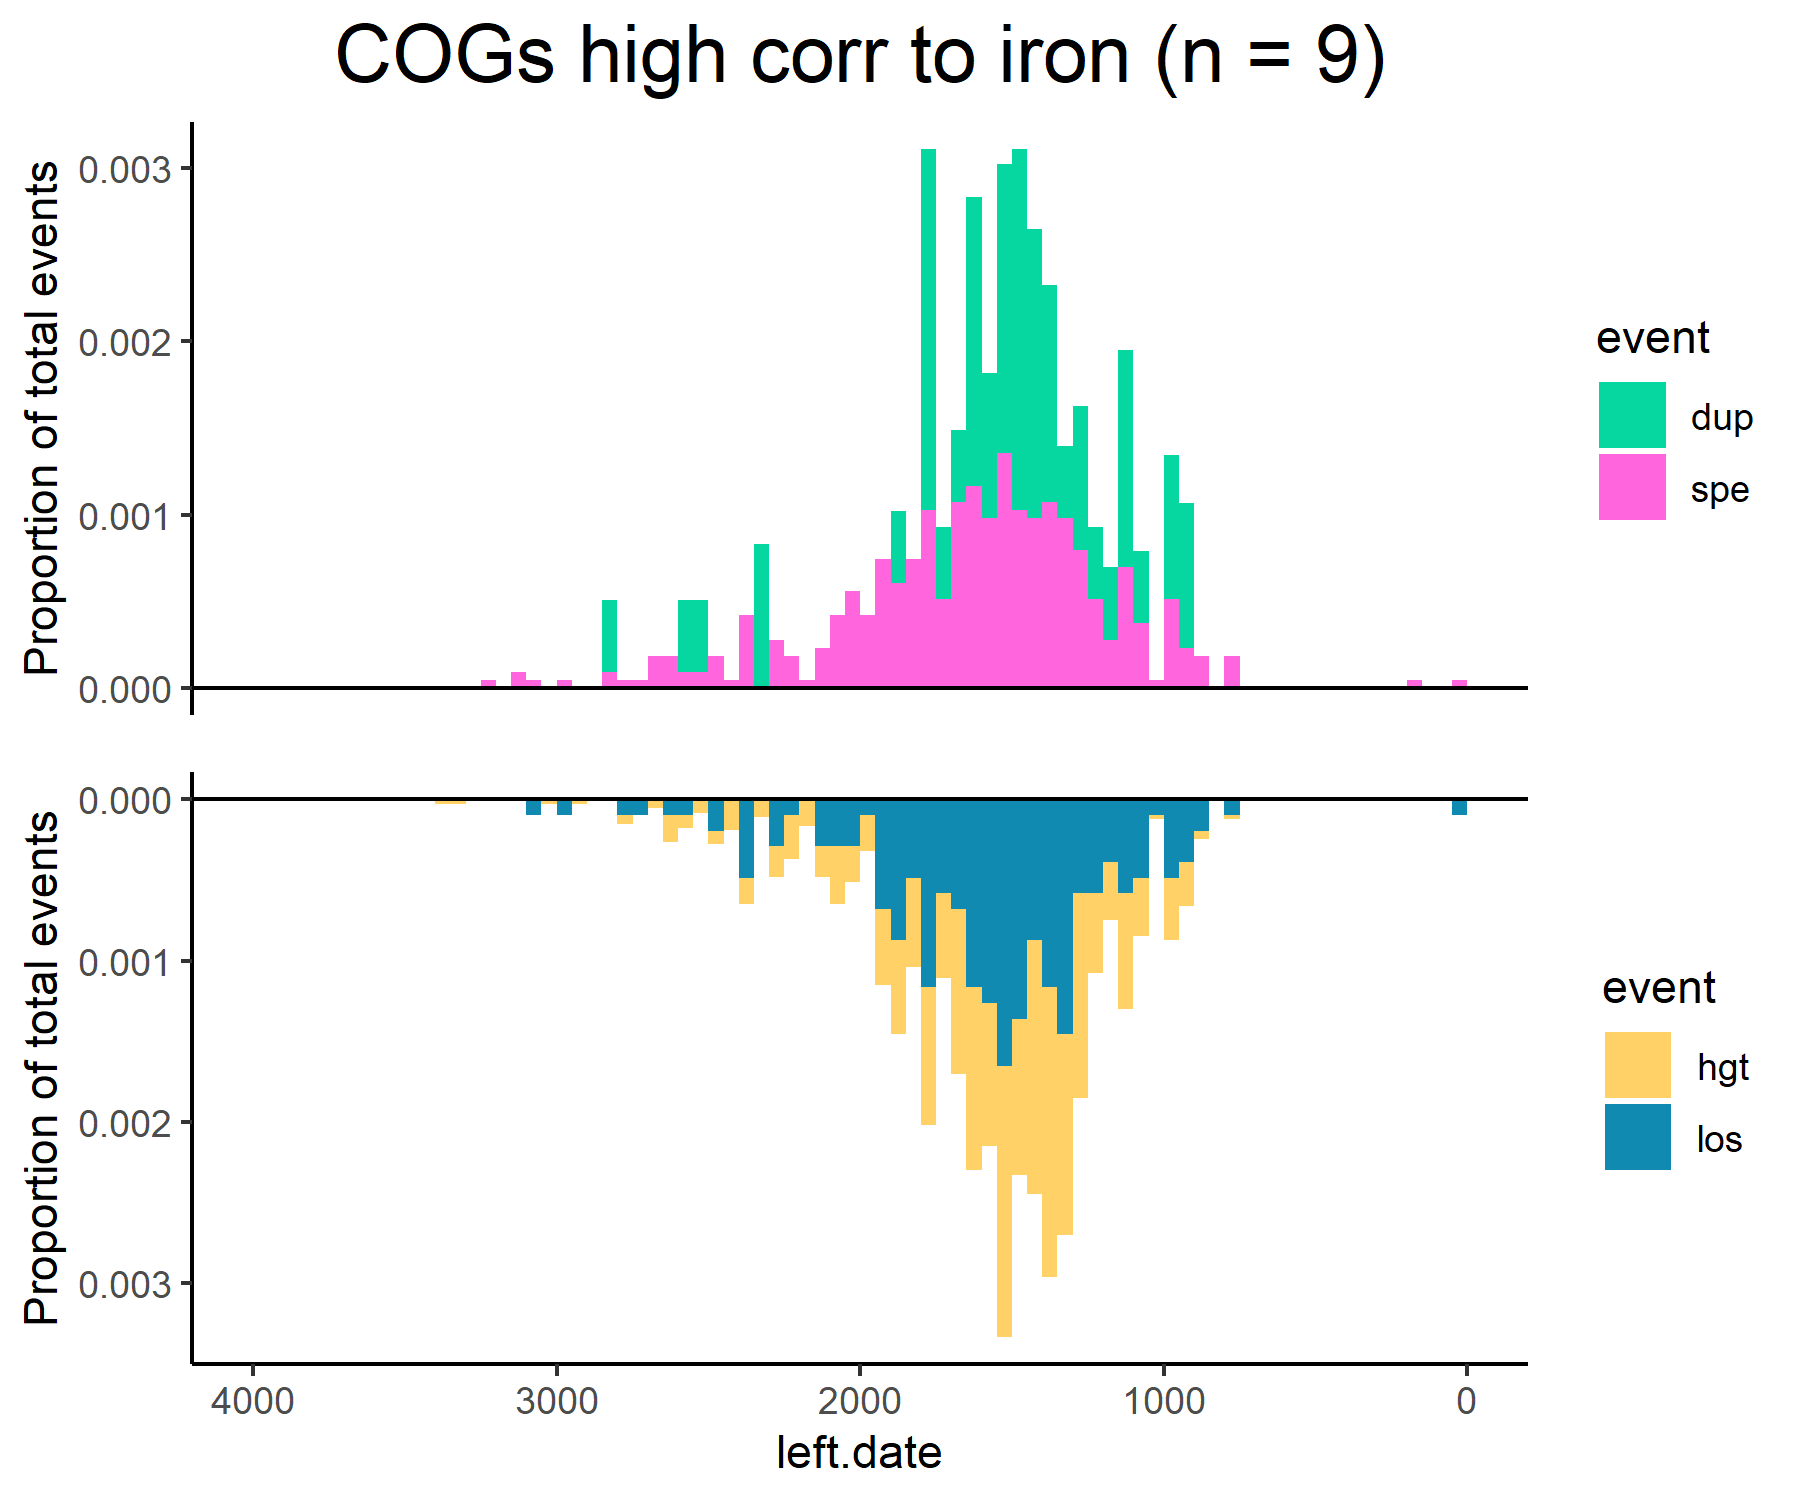 COGs high corr to iron (n = 9)
Proportion of total events
0.003
0.002
0.001
0.000
event
dup
spe
Proportion of total events
0.000
0.001
0.002
0.003
event
hgt
los
4000 3000 2000 1000 0
left.date